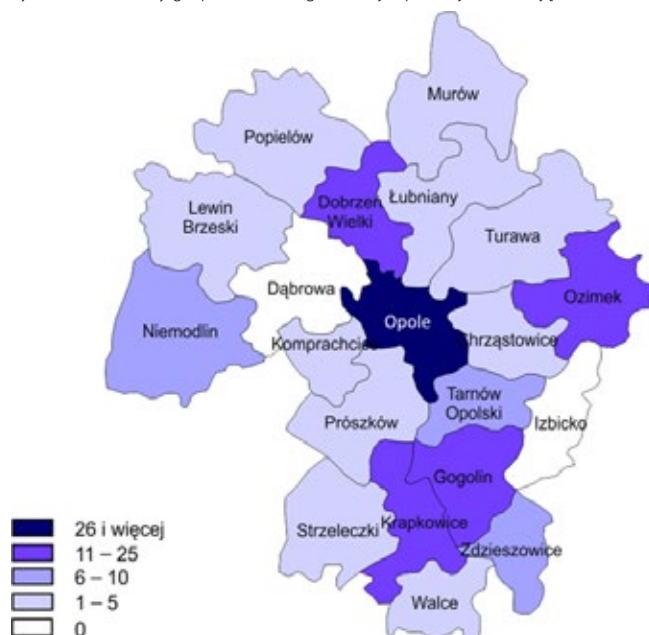 Murów
Popielów
Dobrzeń
Wielki
Łubniany
Lewin
Brzeski
Turawa
Dąbrowa
Ozimek
Opole
Niemodlin
Komprachcice
Chrząstowice
Tarnów
Opolski
Izbicko
Prószków
Gogolin
Strzeleczki
Krapkowice
Zdzieszowice
Walce
26 i więcej
11 – 25
6 – 10
1 – 5
0